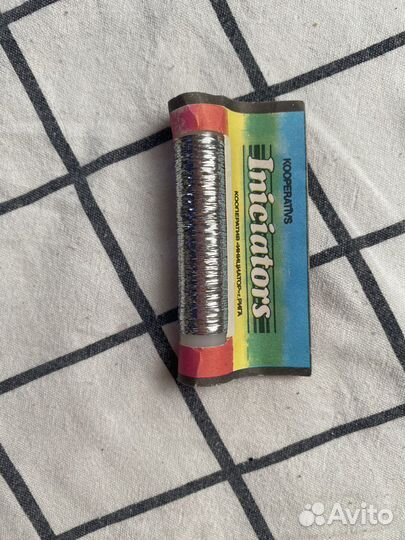 KOOPERATĪVS
Iniciators
КООПЕРАТИВ «ИНИЦИАТОР» РИГА
Avito